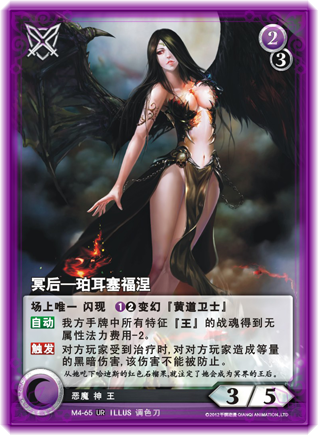 2
3
冥后—珀耳塞福涅
场上唯一 闪现 ①②变幻『黄道卫士』
自动 我方手牌中所有特征『王』的战魂得到无
属性法力费用-2。
触发 对方玩家受到治疗时,对对方玩家造成等量
的黑暗伤害,该伤害不能被防止。
从她吃下哈迪斯的红色石榴果,就注定了她会成为冥界的王后。
恶魔 神 王
3 / 5
M4-65 UR ILLUS 调色刀